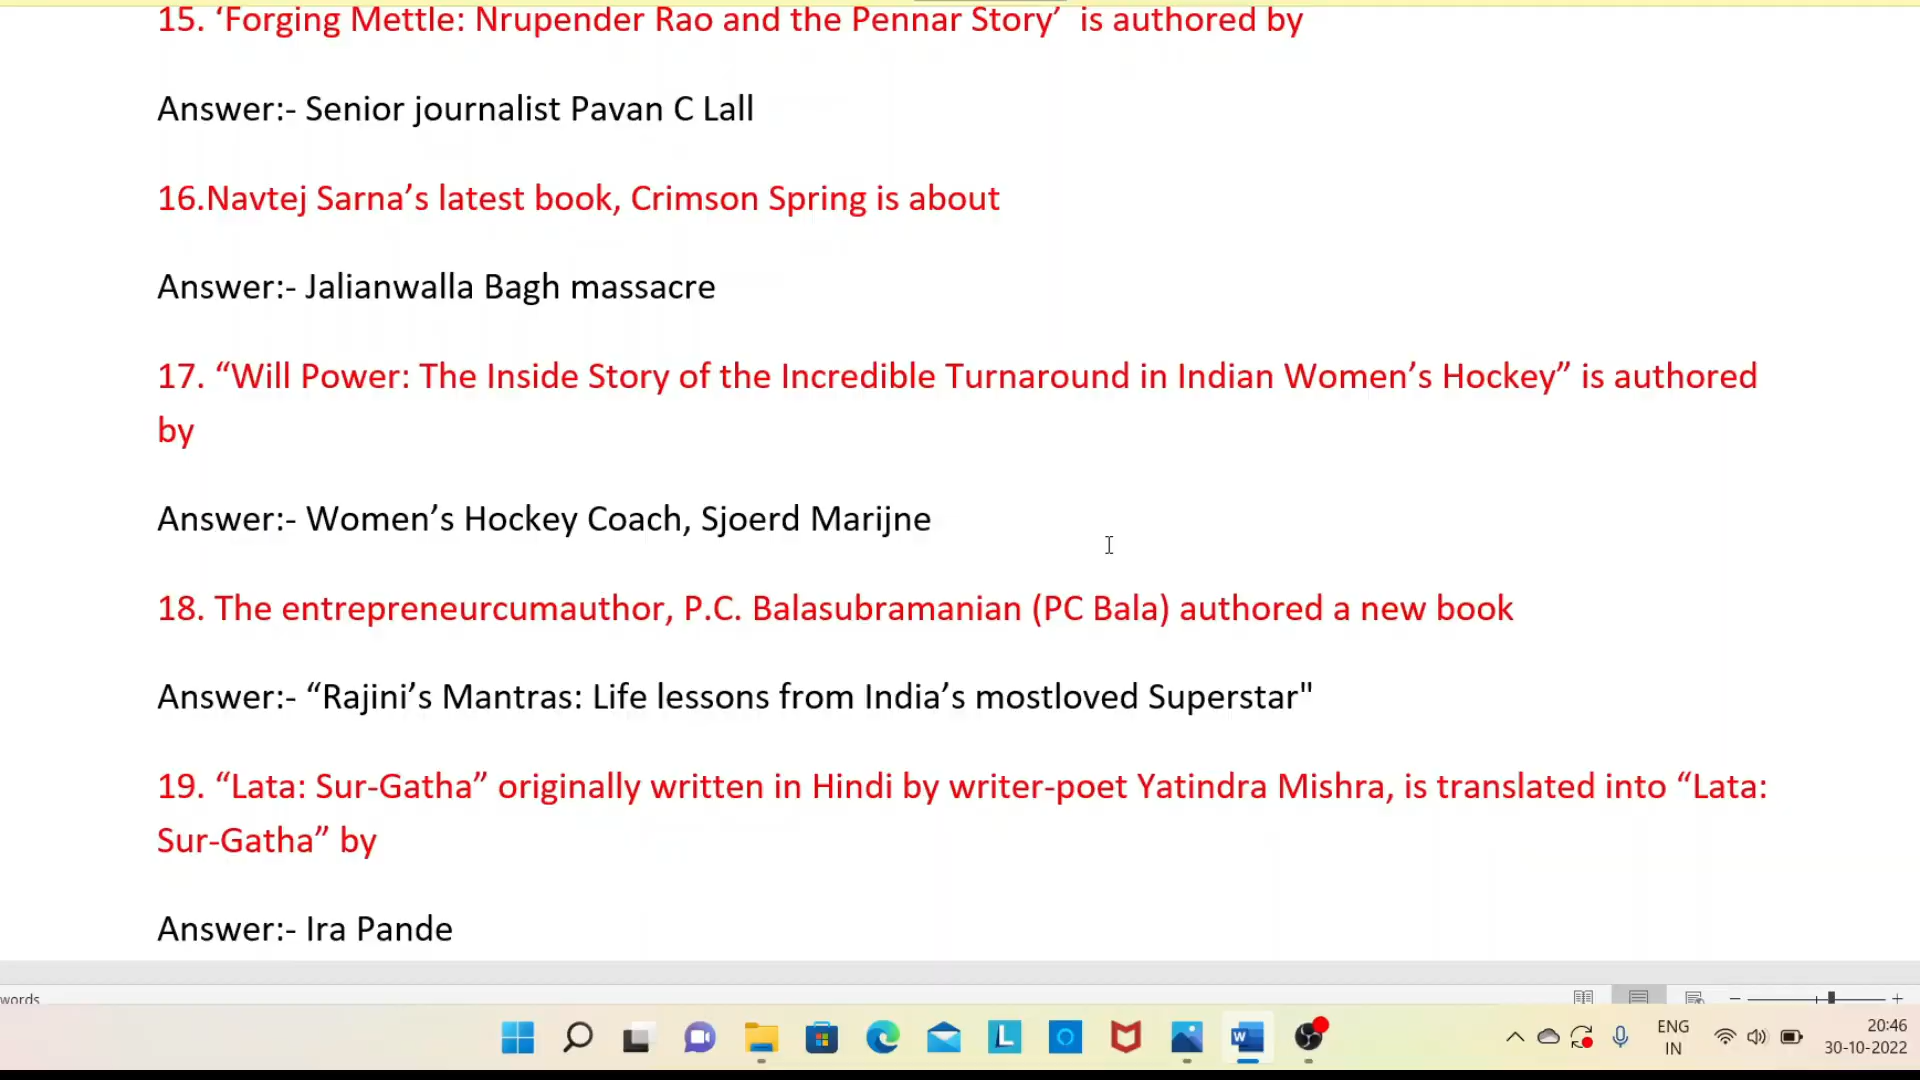 15. ‘Forging Mettle: Nrupender Rao and the Pennar Story’ is authored by
Answer:- Senior journalist Pavan C Lall
16.Navtej Sarna’s latest book, Crimson Spring is about
Answer:- Jalianwalla Bagh massacre
17. “Will Power: The Inside Story of the Incredible Turnaround in Indian Women’s Hockey” is authored
by
Answer:- Women’s Hockey Coach, Sjoerd Marijne
18. The entrepreneurcumauthor, P.C. Balasubramanian (PC Bala) authored a new book
Answer:- “Rajini’s Mantras: Life lessons from India’s mostloved Superstar"
19. “Lata: Sur-Gatha” originally written in Hindi by writer-poet Yatindra Mishra, is translated into “Lata:
Sur-Gatha” by
Answer:- Ira Pande
words
L
W
ENG
IN
20:46
30-10-2022